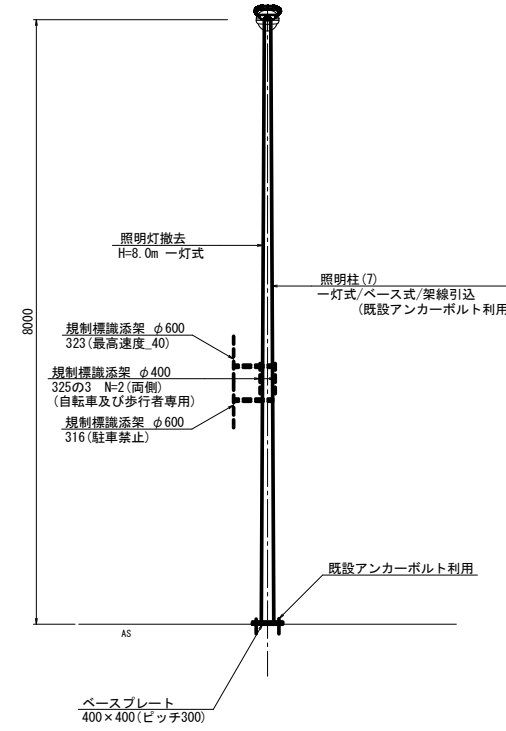 8000
照明灯撤去
H=8.0m 一灯式
照明柱(7)
一灯式/ベース式/架線引込
(既設アンカーボルト利用
規制標識添架 φ600
323(最高速度_40)
規制標識添架 φ400
325の3 N=2(両側)
(自転車及び歩行者専用)
規制標識添架 φ600
316(駐車禁止)
既設アンカーボルト利用
AS
ベースプレート
400×400(ピッチ300)